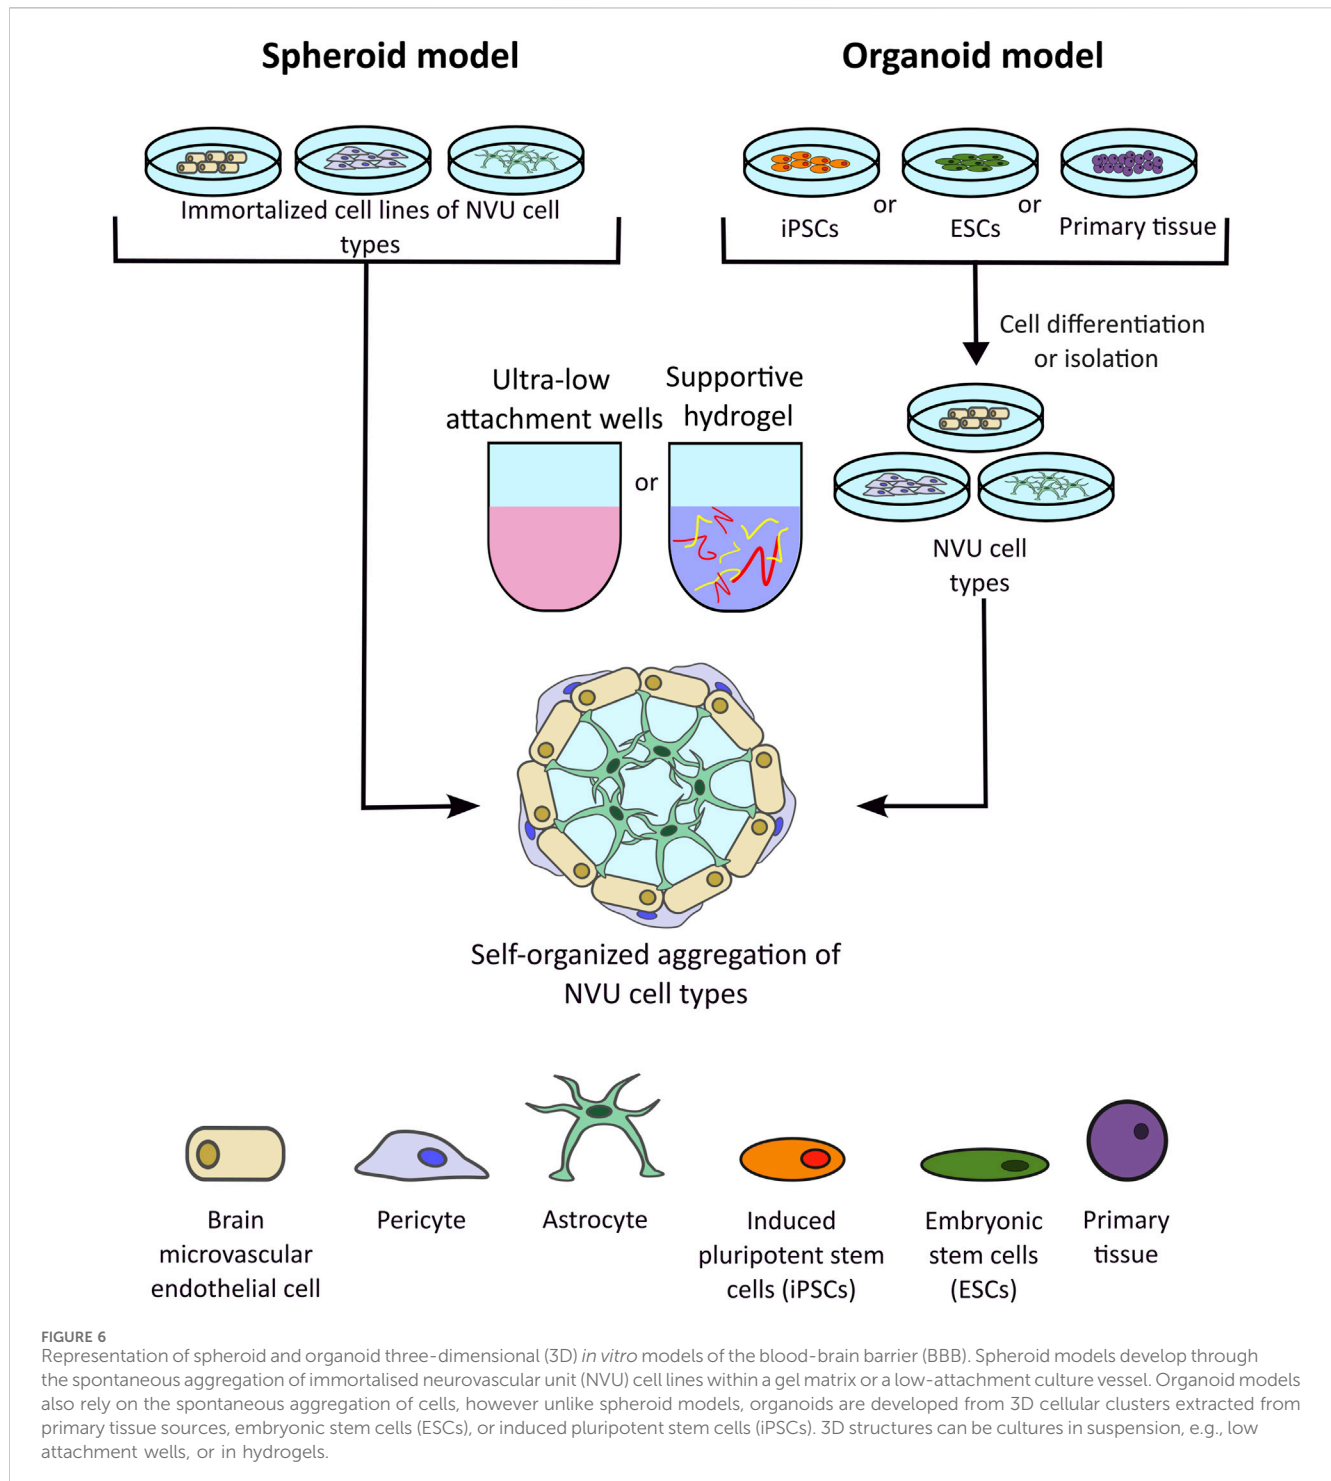 Spheroid model
Organoid model
Immortalized cell lines of NVU cell
types
iPSCs
or
ESCs
or
Primary tissue
Cell differentiation
or isolation
Ultra-low
attachment wells
or
Supportive
hydrogel
NVU cell
types
Self-organized aggregation of
NVU cell types
Brain
microvascular
endothelial cell
Pericyte
Astrocyte
Induced
pluripotent stem
cells (iPSCs)
Embryonic
stem cells
(ESCs)
Primary
tissue
FIGURE 6
Representation of spheroid and organoid three-dimensional (3D) in vitro models of the blood-brain barrier (BBB). Spheroid models develop through
the spontaneous aggregation of immortalised neurovascular unit (NVU) cell lines within a gel matrix or a low-attachment culture vessel. Organoid models
also rely on the spontaneous aggregation of cells, however unlike spheroid models, organoids are developed from 3D cellular clusters extracted from
primary tissue sources, embryonic stem cells (ESCs), or induced pluripotent stem cells (iPSCs). 3D structures can be cultures in suspension, e.g., low
attachment wells, or in hydrogels.